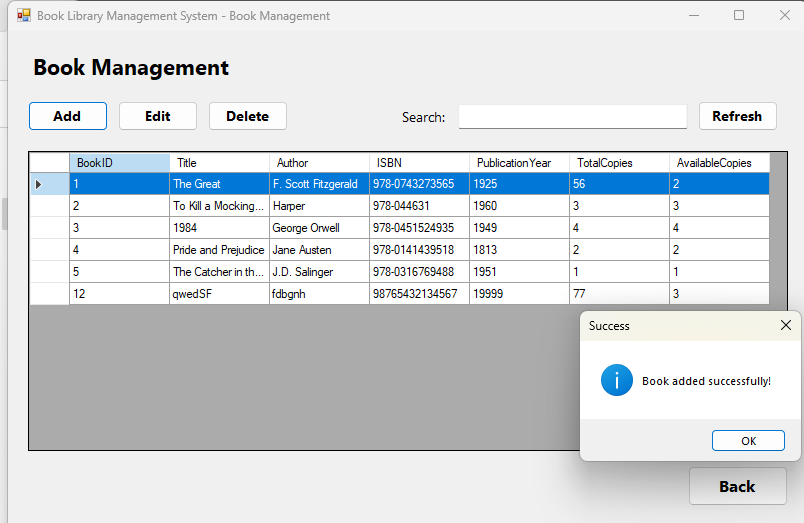 Book Library Management System - Book Management
Book Management
Add Edit Delete Search: Refresh
BookID Title Author ISBN PublicationYear TotalCopies AvailableCopies
1 The Great F. Scott Fitzgerald 978-0743273565 1925 56 2
2 To Kill a Mocking... Harper 978-044631 1960 3 3
3 1984 George Orwell 978-0451524935 1949 4 4
4 Pride and Prejudice Jane Austen 978-0141439518 1813 2 2
5 The Catcher in th... J.D. Salinger 978-0316769488 1951 1 1
12 qwedSF fdbgnh 98765432134567 19999 77 3
Success
Book added successfully!
OK
Back